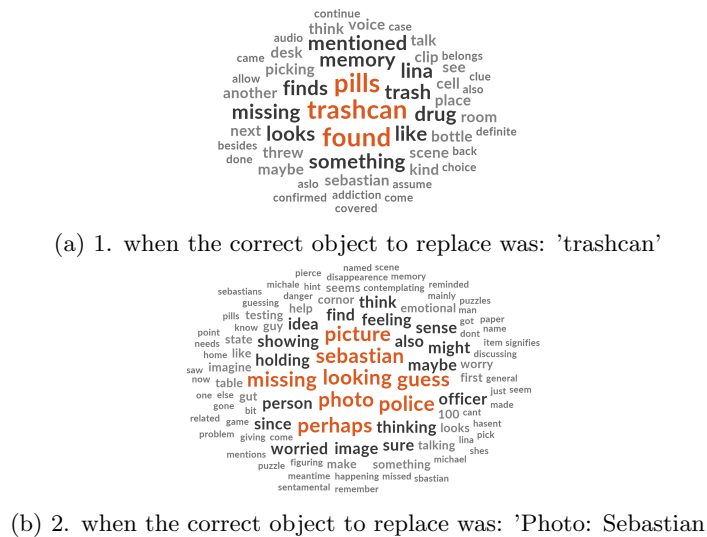 continue
think voice case
audio mentioned talk
desk memory clip belongs
came picking lina see
allow finds pills trash cell clue
another also
missing trashcan drug place
room
next looks found like bottle definite
besides threw something scene back
done maybe kind choice
aslo sebastian assume
confirmed addiction come
covered
(a) 1. when the correct object to replace was: 'trashcan'
named scene
pierce disappearence memory
michale hint seems contemplating reminded
sebastians danger cornor think mainly
guessing help find feeling emotional puzzles
man
pills testing idea picture sense got paper
know guy name
point state showing also dont
needs might item signifies
home like holding sebastian discussing
saw imagine maybe worry
now table missing looking guess first general
one else gut just seem
gone bit person photo police officer made
related game since perhaps thinking 100 cant
looks hasent
problem giving come pick
worried image sure talking lina
mentions shes
puzzle figuring make something michael
meantime happening missed sbastian
sentamental remember
(b) 2. when the correct object to replace was: 'Photo: Sebastian